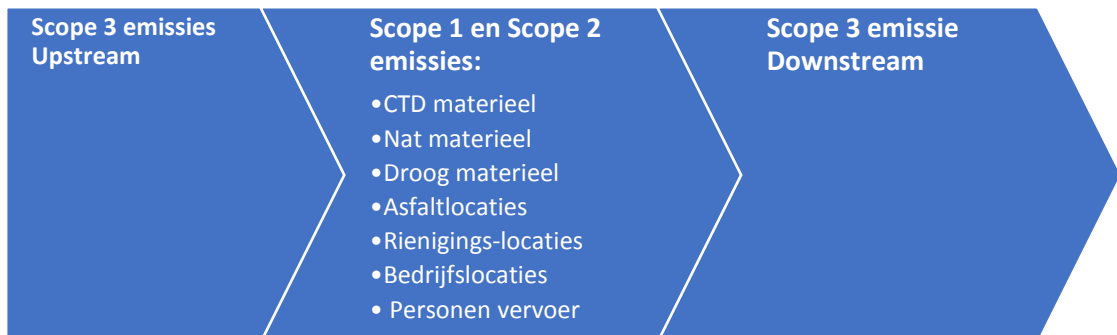 Scope 3 emissies
Upstream
Scope 1 en Scope 2
emissies:
•CTD materieel
•Nat materieel
•Droog materieel
•Asfaltlocaties
•Rienigings-locaties
•Bedrijfslocaties
• Personen vervoer
Scope 3 emissie
Downstream